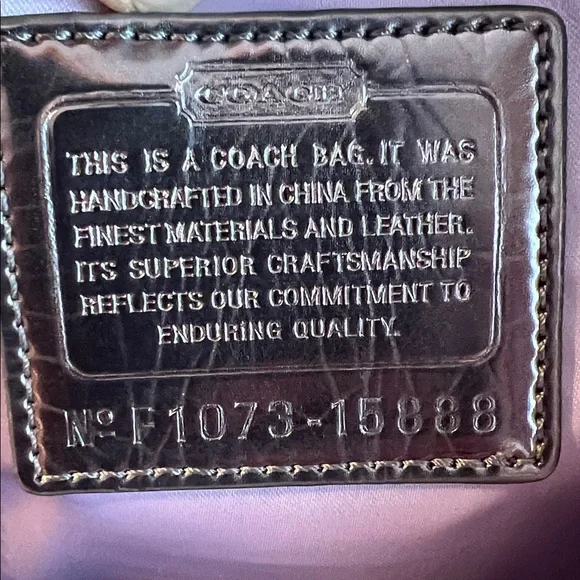 COACH
THIS IS A COACH BAG. IT WAS
HANDCRAFTED IN CHINA FROM THE
FINEST MATERIALS AND LEATHER.
ITS SUPERIOR CRAFTSMANSHIP
REFLECTS OUR COMMITMENT TO
ENDURING QUALITY.
Nº F1073-15888